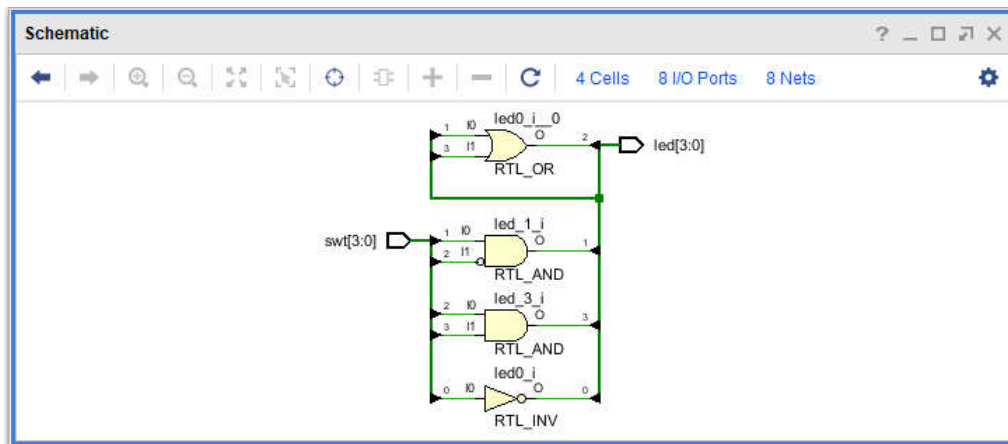 Schematic
4 Cells 8 I/O Ports 8 Nets
led0_i__0
1 I0 O 2 led[3:0]
3 I1
RTL_OR
led_1_i
swt[3:0] 1 I0 O 1
2 I1
RTL_AND
led_3_i
2 I0 O 3
3 I1
RTL_AND
led0_i
0 I0 O 0
RTL_INV